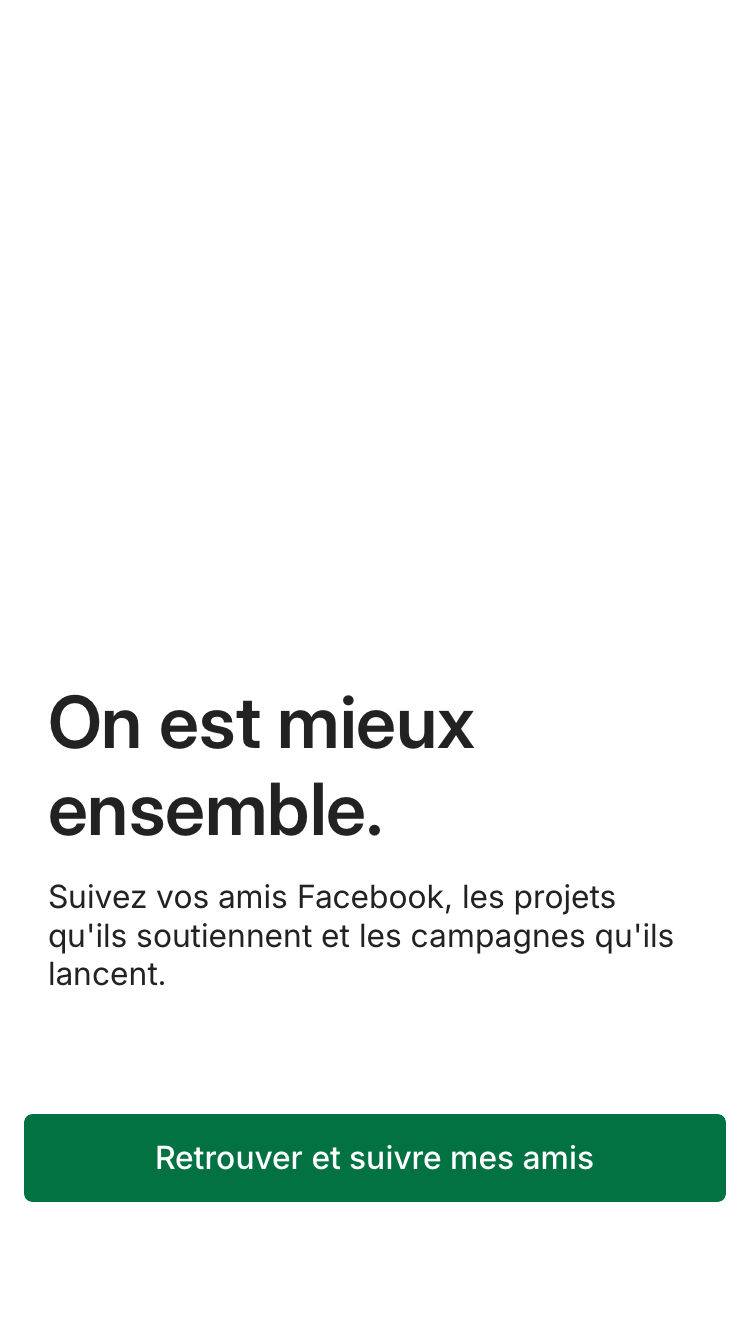 On est mieux
ensemble.
Suivez vos amis Facebook, les projets
qu'ils soutiennent et les campagnes qu'ils
lancent.
Retrouver et suivre mes amis